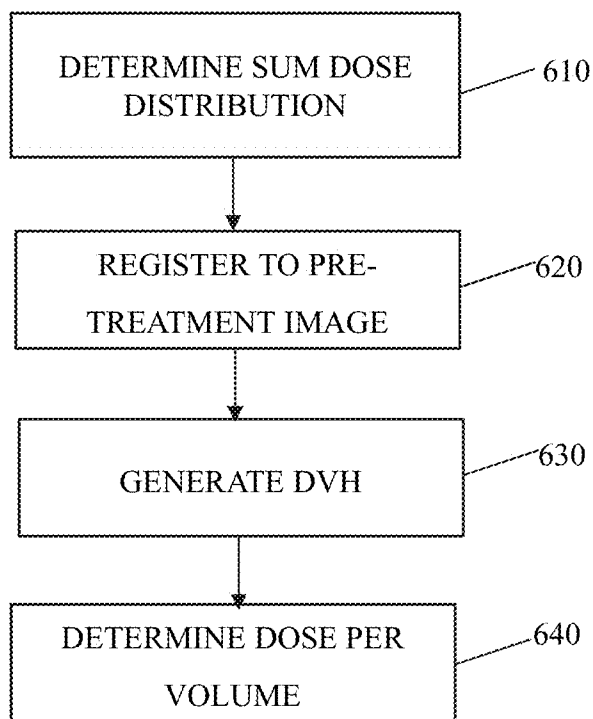 DETERMINE SUM DOSE
DISTRIBUTION
610
REGISTER TO PRE-
TREATMENT IMAGE
620
GENERATE DVH
630
DETERMINE DOSE PER
VOLUME
640